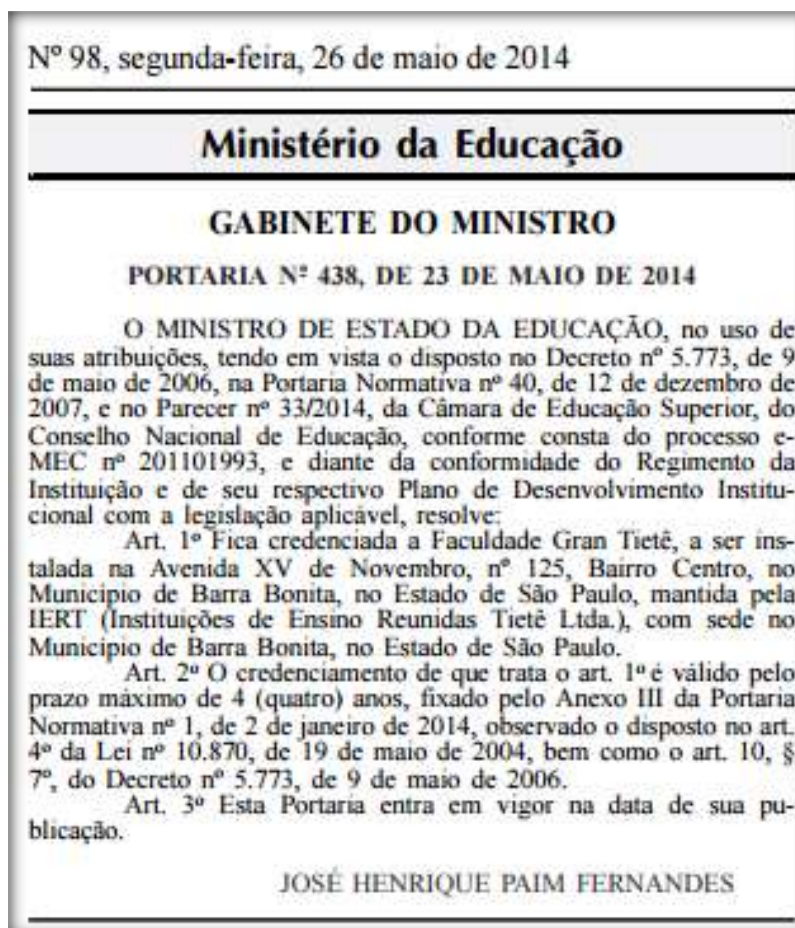 Nº 98, segunda-feira, 26 de maio de 2014
Ministério da Educação
GABINETE DO MINISTRO
PORTARIA Nº 438, DE 23 DE MAIO DE 2014
O MINISTRO DE ESTADO DA EDUCAÇÃO, no uso de
suas atribuições, tendo em vista o disposto no Decreto nº 5.773, de 9
de maio de 2006, na Portaria Normativa nº 40, de 12 de dezembro de
2007, e no Parecer nº 33/2014, da Câmara de Educação Superior, do
Conselho Nacional de Educação, conforme consta do processo e-
MEC nº 201101993, e diante da conformidade do Regimento da
Instituição e de seu respectivo Plano de Desenvolvimento Institu-
cional com a legislação aplicável, resolve:
Art. 1º Fica credenciada a Faculdade Gran Tietê, a ser ins-
talada na Avenida XV de Novembro, nº 125, Bairro Centro, no
Município de Barra Bonita, no Estado de São Paulo, mantida pela
IERT (Instituições de Ensino Reunidas Tietê Ltda.), com sede no
Município de Barra Bonita, no Estado de São Paulo.
Art. 2º O credenciamento de que trata o art. 1º é válido pelo
prazo máximo de 4 (quatro) anos, fixado pelo Anexo III da Portaria
Normativa nº 1, de 2 de janeiro de 2014, observado o disposto no art.
4º da Lei nº 10.870, de 19 de maio de 2004, bem como o art. 10, §
7º, do Decreto nº 5.773, de 9 de maio de 2006.
Art. 3º Esta Portaria entra em vigor na data de sua pu-
blicação.
JOSÉ HENRIQUE PAIM FERNANDES